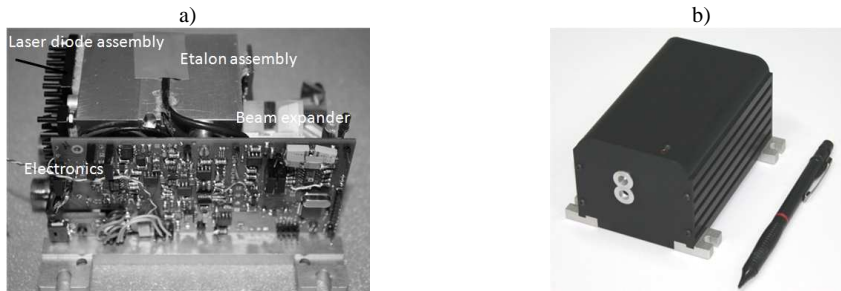 a)
b)
Laser diode assembly
Etalon assembly
Beam expander
Electronics